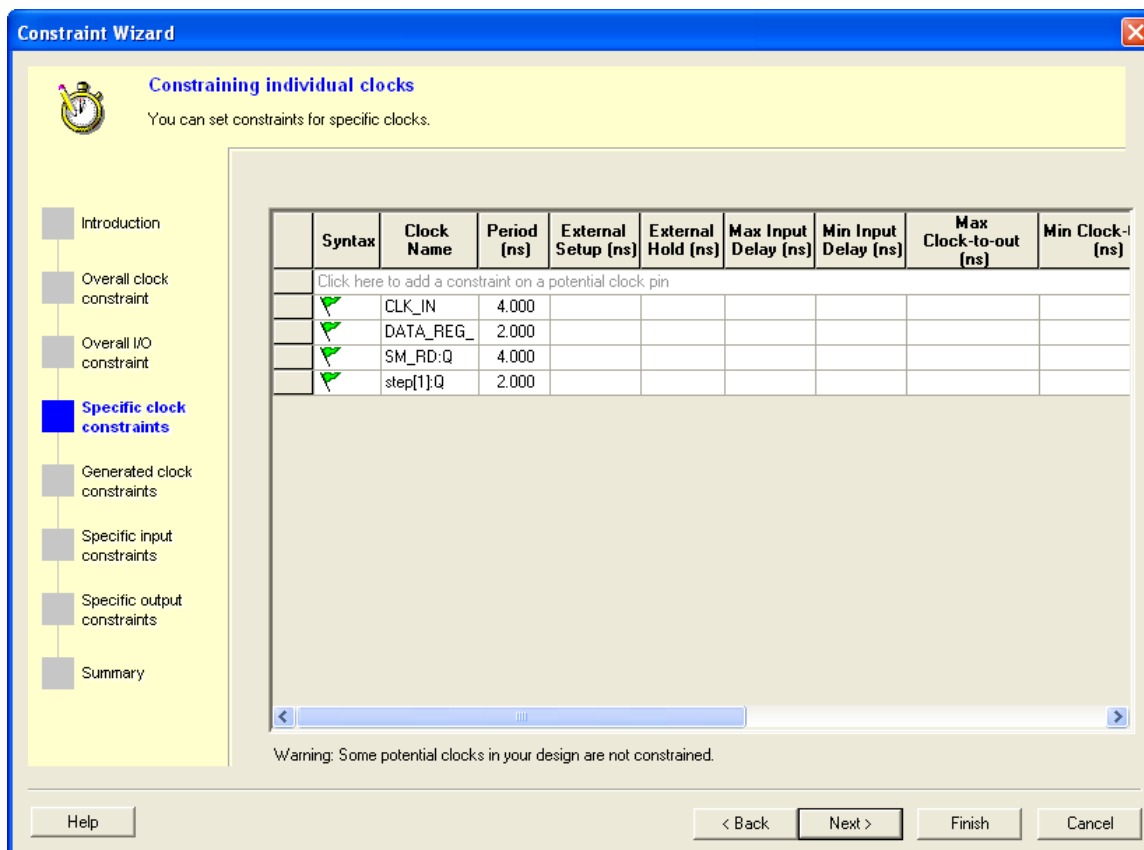 Constraint Wizard
Constraining individual clocks
You can set constraints for specific clocks.
Introduction
Overall clock
constraint
Overall I/O
constraint
Specific clock
constraints
Generated clock
constraints
Specific input
constraints
Specific output
constraints
Summary
Syntax Clock Name Period (ns) External Setup (ns) External Hold (ns) Max Input Delay (ns) Min Input Delay (ns) Max Clock-to-out (ns) Min Clock- (ns)
Click here to add a constraint on a potential clock pin
CLK_IN 4.000
DATA_REG_ 2.000
SM_RD:Q 4.000
step[1]:Q 2.000
Warning: Some potential clocks in your design are not constrained.
Help < Back Next > Finish Cancel